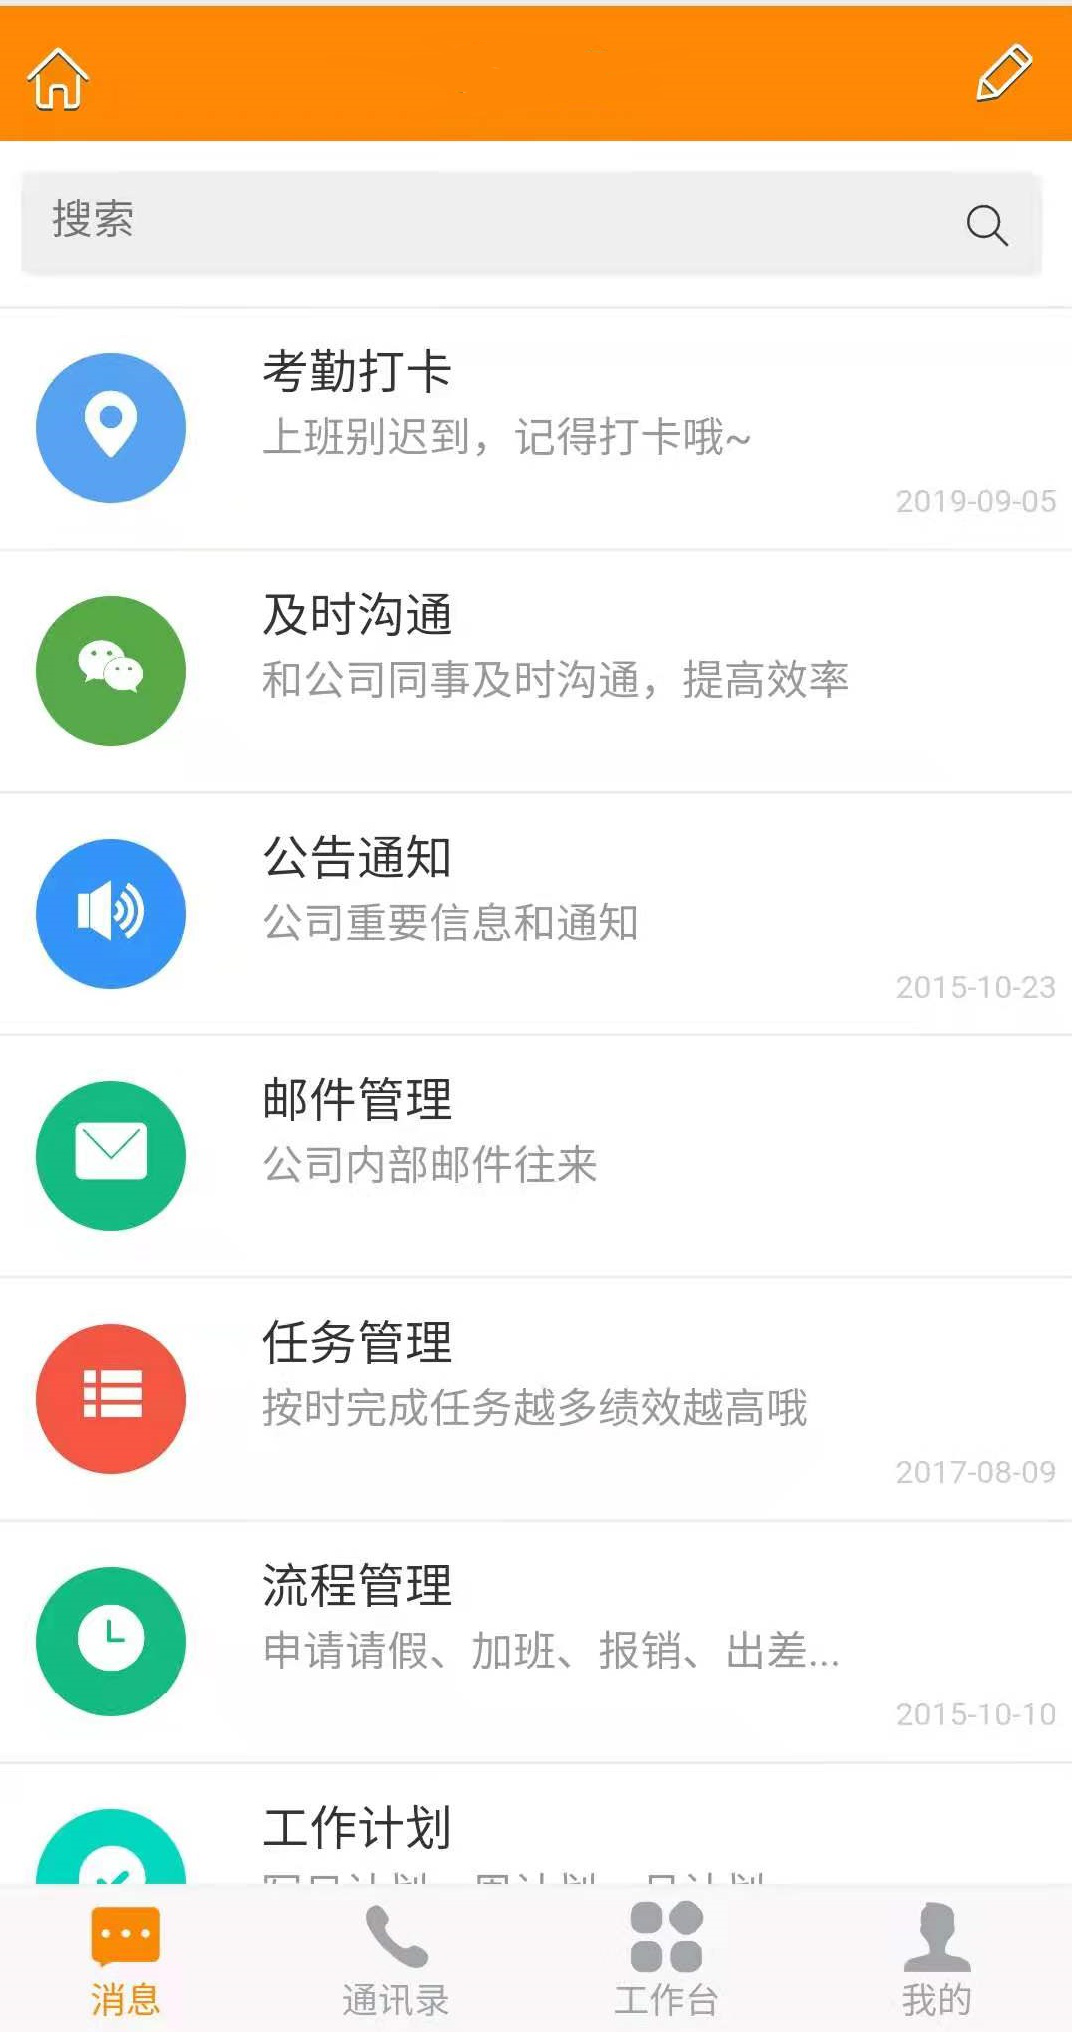 搜索
考勤打卡
上班别迟到，记得打卡哦~
2019-09-05
及时沟通
和公司同事及时沟通，提高效率
公告通知
公司重要信息和通知
2015-10-23
邮件管理
公司内部邮件往来
任务管理
按时完成任务越多绩效越高哦
2017-08-09
流程管理
申请请假、加班、报销、出差...
2015-10-10
工作计划
消息
通讯录
工作台
我的